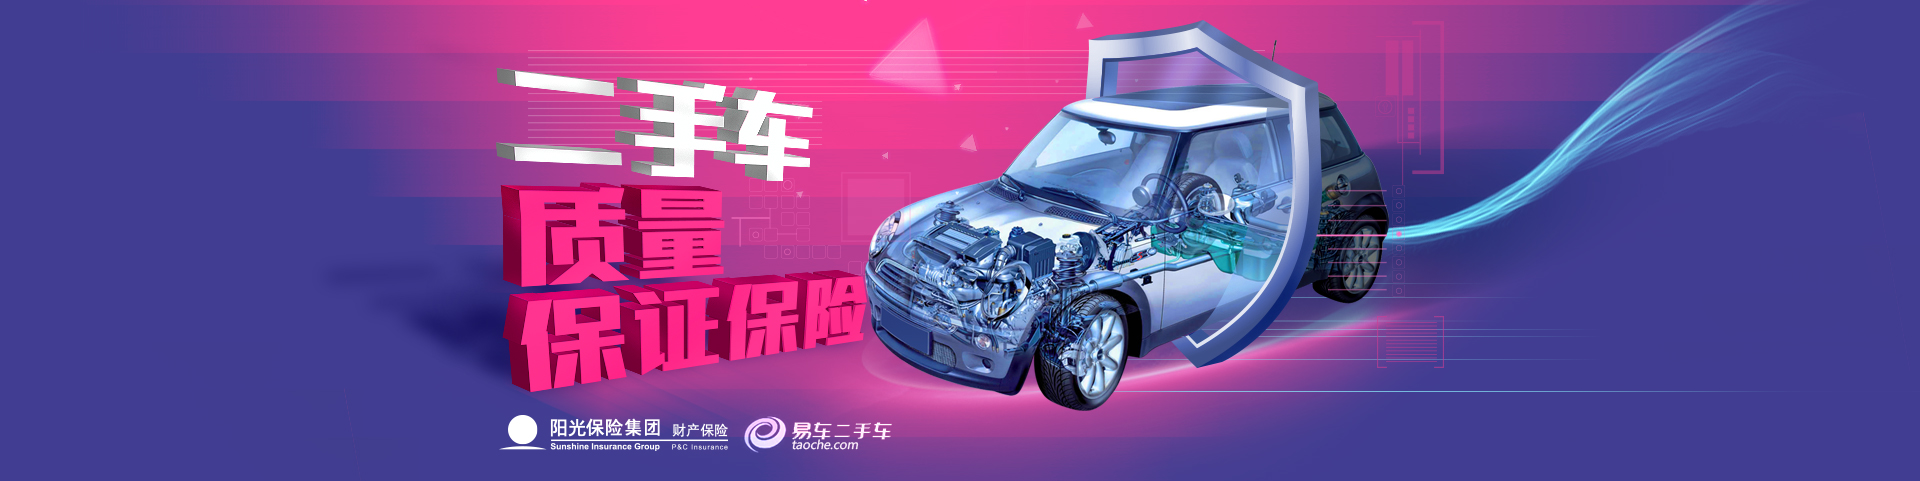 二手车
质量
保证保险
阳光保险集团 财产保险
Sunshine Insurance Group P&C Insurance
易车二手车
taoche.com